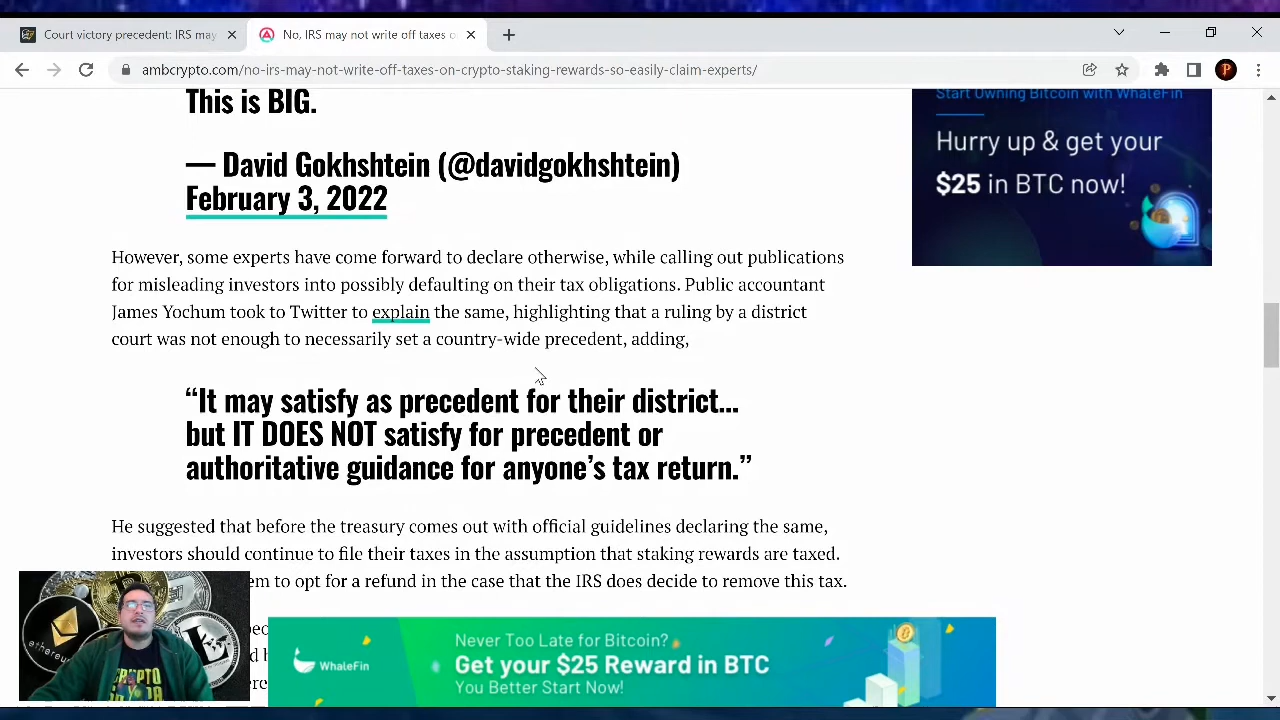 Court victory precedent: IRS may
No, IRS may not write off taxes o
ambcrypto.com/no-irs-may-not-write-off-taxes-on-crypto-staking-rewards-so-easily-claim-experts/
P
This is BIG.
— David Gokhshtein (@davidgokhshtein)
February 3, 2022
Start Owning Bitcoin with WhaleFin
Hurry up & get your
$25 in BTC now!
However, some experts have come forward to declare otherwise, while calling out publications
for misleading investors into possibly defaulting on their tax obligations. Public accountant
James Yochum took to Twitter to explain the same, highlighting that a ruling by a district
court was not enough to necessarily set a country-wide precedent, adding,
“It may satisfy as precedent for their district...
but IT DOES NOT satisfy for precedent or
authoritative guidance for anyone’s tax return.”
He suggested that before the treasury comes out with official guidelines declaring the same,
investors should continue to file their taxes in the assumption that staking rewards are taxed.
em to opt for a refund in the case that the IRS does decide to remove this tax.
ethereu
CRYPTO
WhaleFin
Never Too Late for Bitcoin?
Get your $25 Reward in BTC
You Better Start Now!